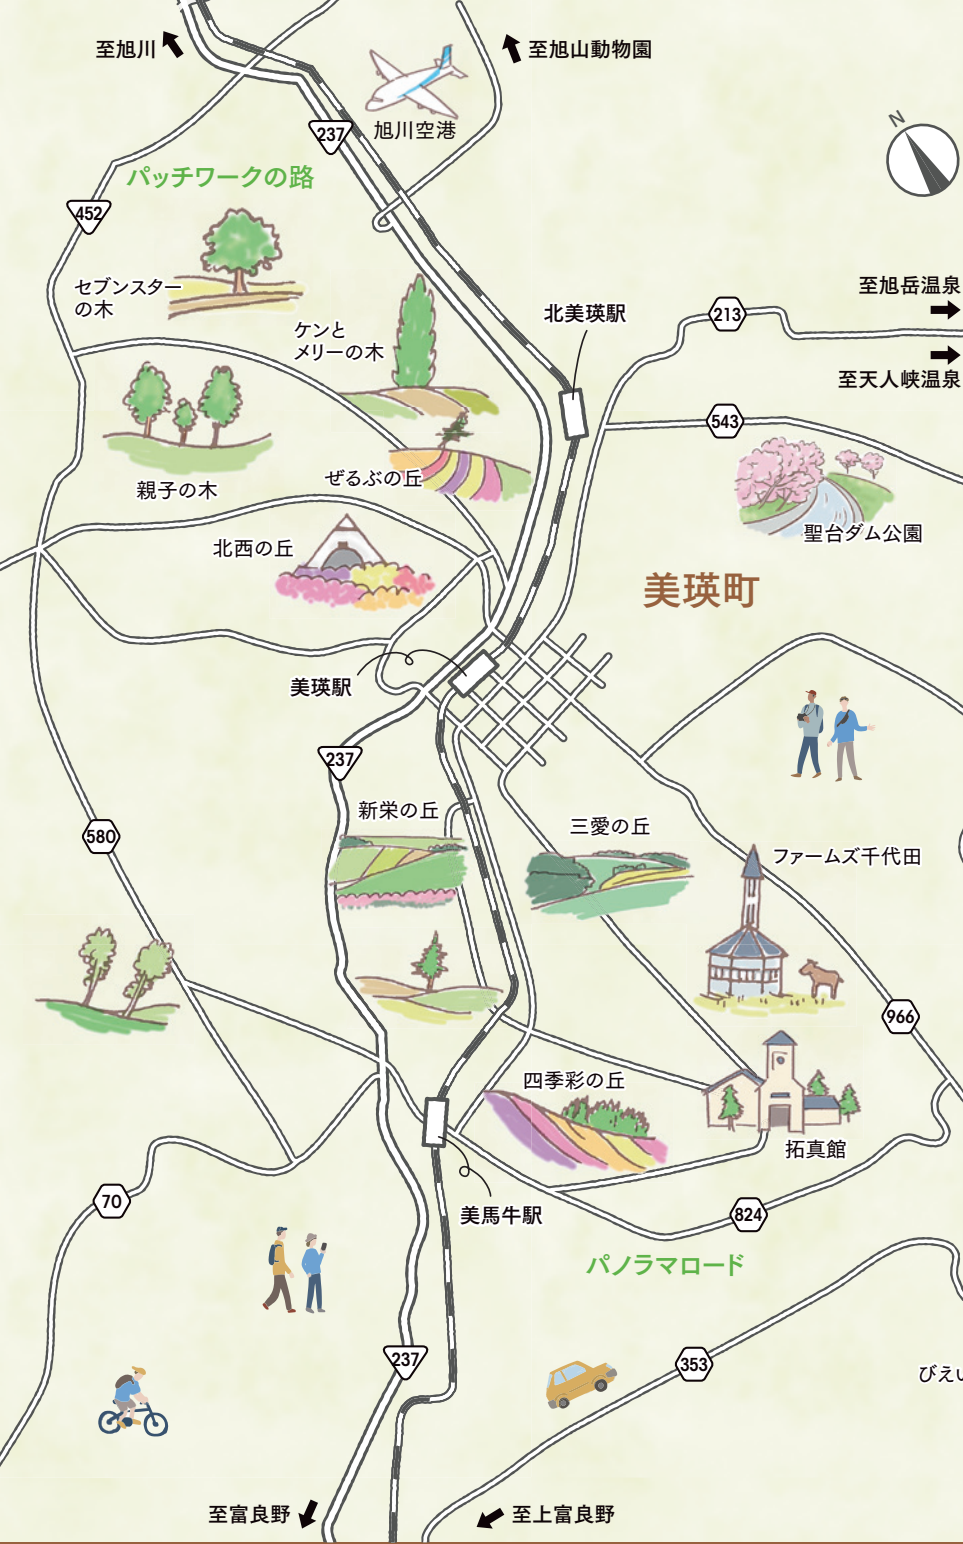 至旭川
至旭山動物園
旭川空港
237
N
パッチワークの路
452
セブンスター
の木
至旭岳温泉
北美瑛駅
213
ケンと
メリーの木
至天人峡温泉
543
ぜるぶの丘
親子の木
聖台ダム公園
北西の丘
美瑛町
美瑛駅
237
新栄の丘
三愛の丘
580
ファームズ千代田
966
四季彩の丘
拓真館
70
美馬牛駅
824
パノラマロード
237
353
びえい
至富良野
至上富良野